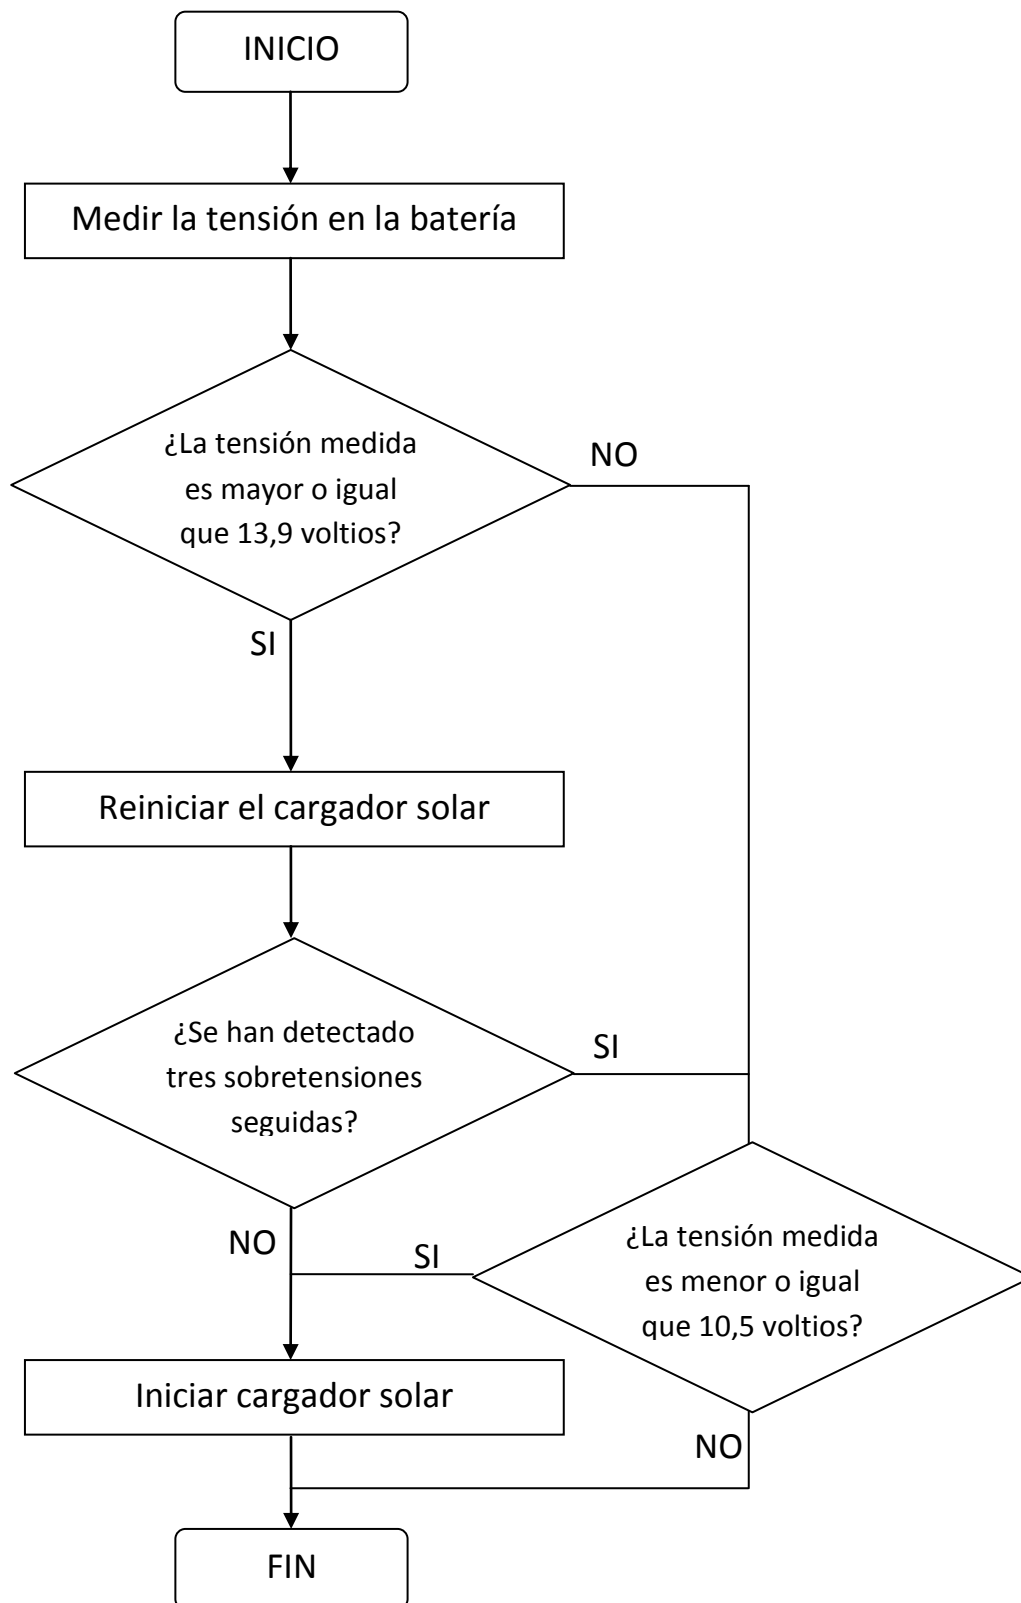 INICIO
Medir la tensión en la batería
¿La tensión medida
es mayor o igual
que 13,9 voltios?
NO
SI
Reiniciar el cargador solar
¿Se han detectado
tres sobretensiones
seguidas?
SI
NO
SI
¿La tensión medida
es menor o igual
que 10,5 voltios?
Iniciar cargador solar
NO
FIN